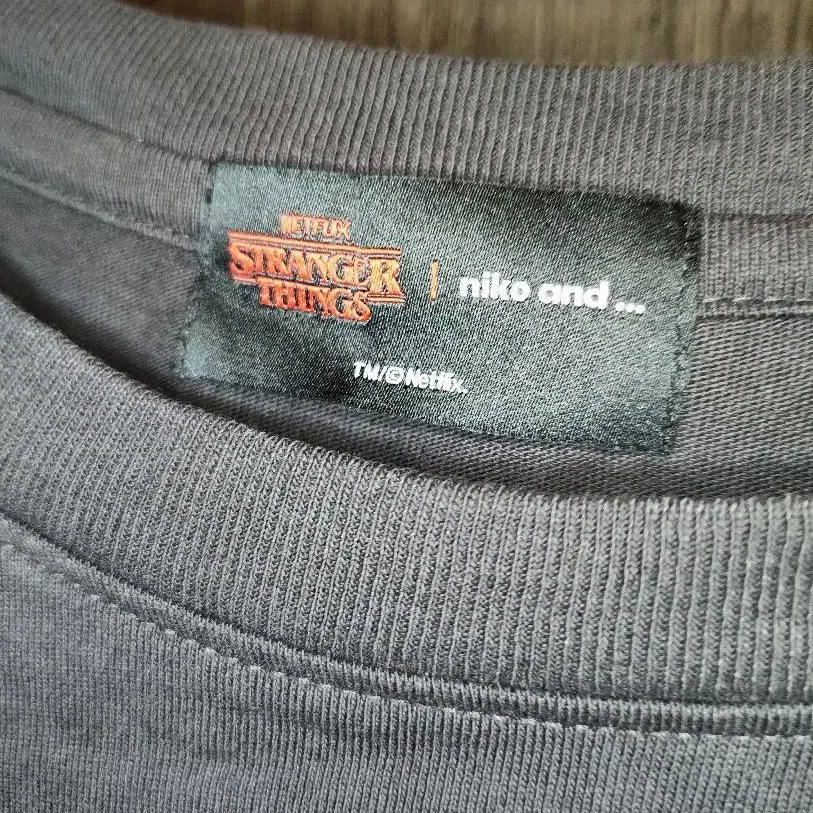 NETFLIX
STRANGER
THINGS
| niko and ...
TM/© Netflix.